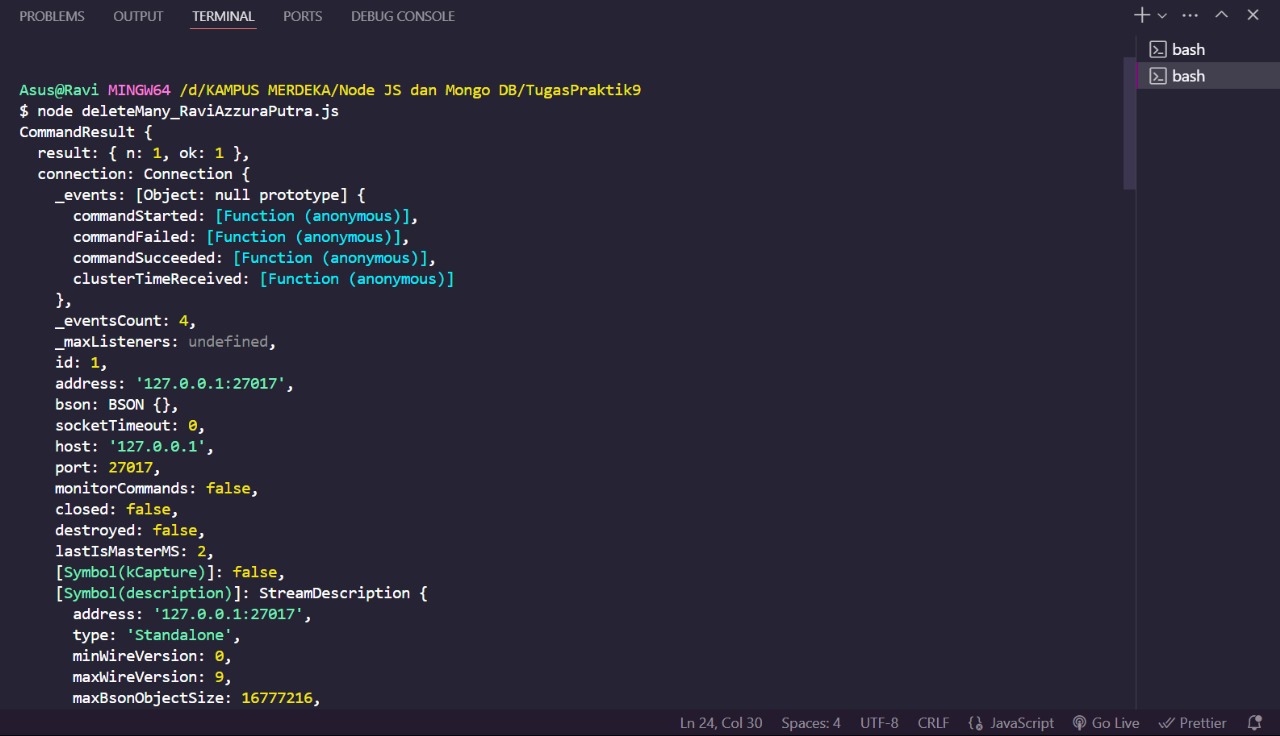 PROBLEMS OUTPUT TERMINAL PORTS DEBUG CONSOLE
bash
bash
Asus@Ravi MINGW64 /d/KAMPUS MERDEKA/Node JS dan Mongo DB/TugasPraktik9
$ node deleteMany_RaviAzzuraPutra.js
CommandResult {
  result: { n: 1, ok: 1 },
  connection: Connection {
    _events: [Object: null prototype] {
      commandStarted: [Function (anonymous)],
      commandFailed: [Function (anonymous)],
      commandSucceeded: [Function (anonymous)],
      clusterTimeReceived: [Function (anonymous)]
    },
    _eventsCount: 4,
    _maxListeners: undefined,
    id: 1,
    address: '127.0.0.1:27017',
    bson: BSON {},
    socketTimeout: 0,
    host: '127.0.0.1',
    port: 27017,
    monitorCommands: false,
    closed: false,
    destroyed: false,
    lastIsMasterMS: 2,
    [Symbol(kCapture)]: false,
    [Symbol(description)]: StreamDescription {
      address: '127.0.0.1:27017',
      type: 'Standalone',
      minWireVersion: 0,
      maxWireVersion: 9,
      maxBsonObjectSize: 16777216,
Ln 24, Col 30 Spaces: 4 UTF-8 CRLF JavaScript Go Live Prettier